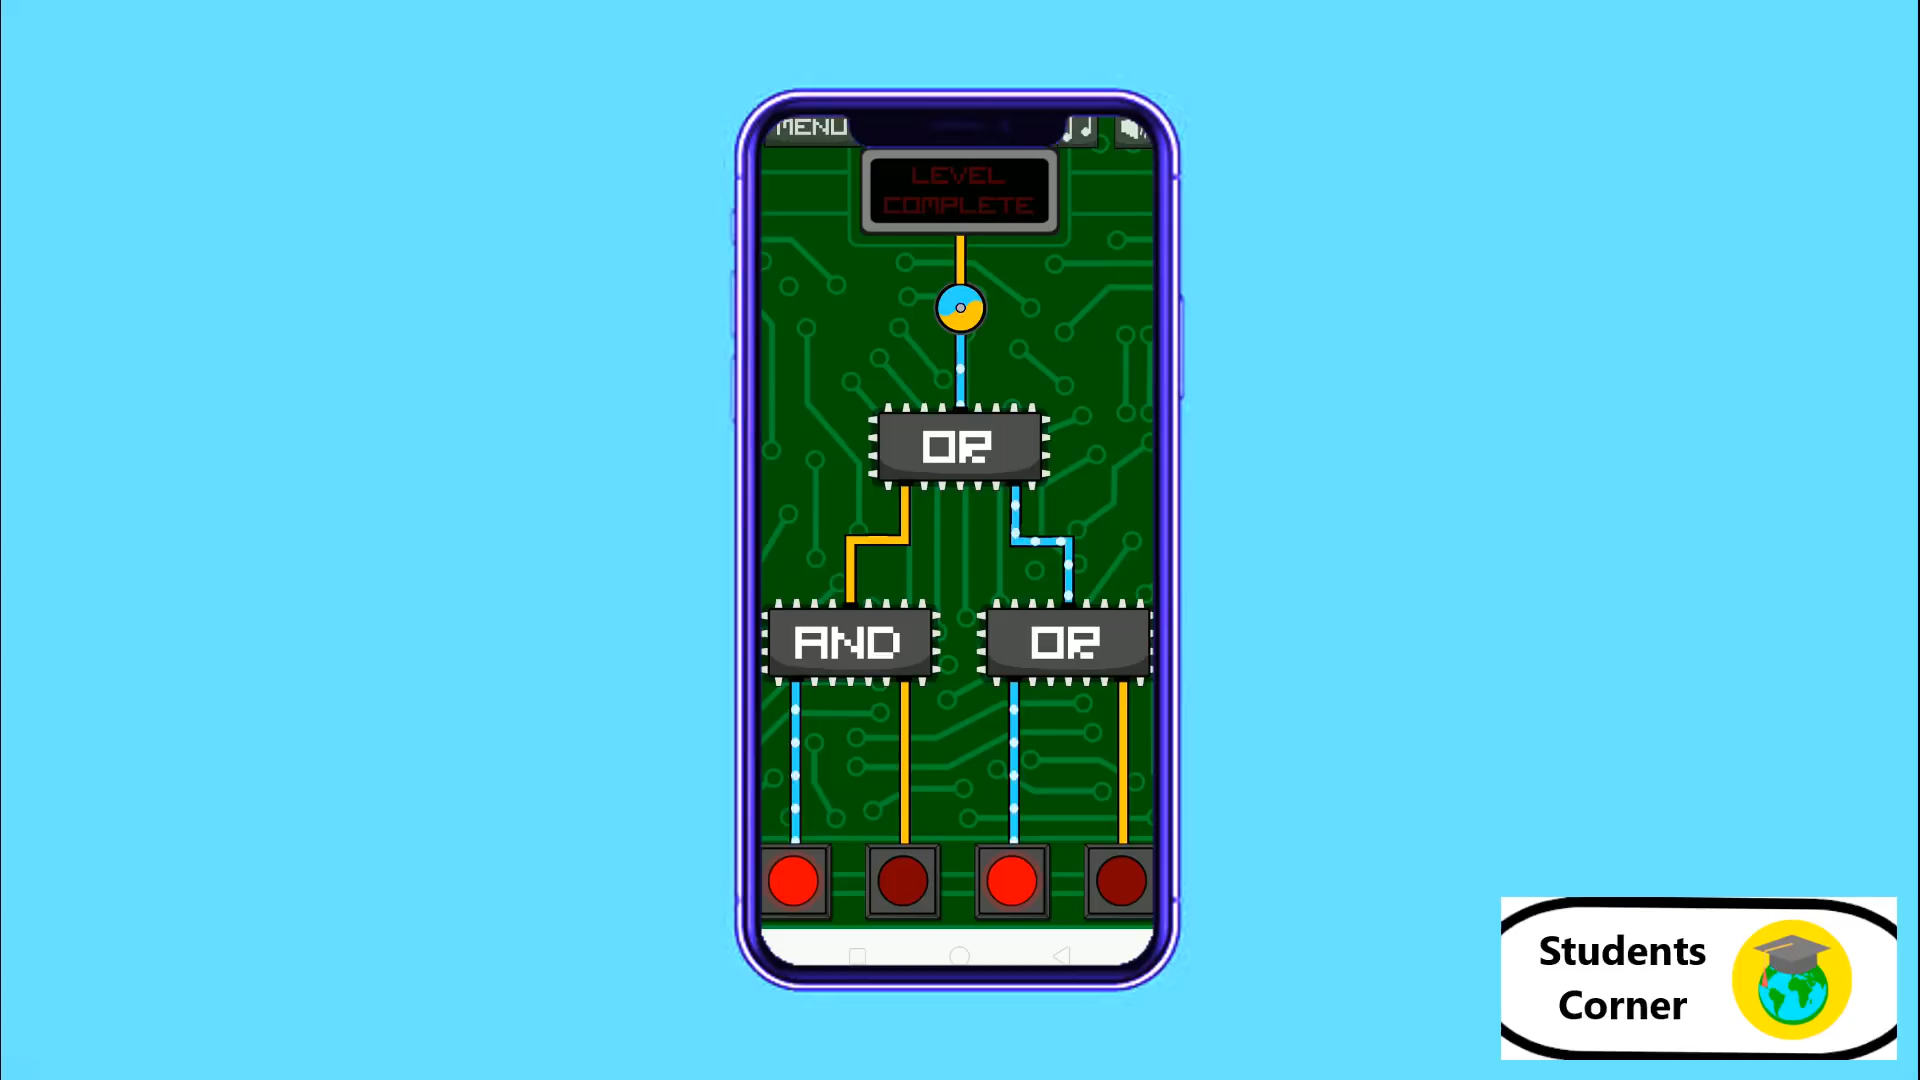 MENU
LEVEL
COMPLETE
OR
AND
OR
Students
Corner